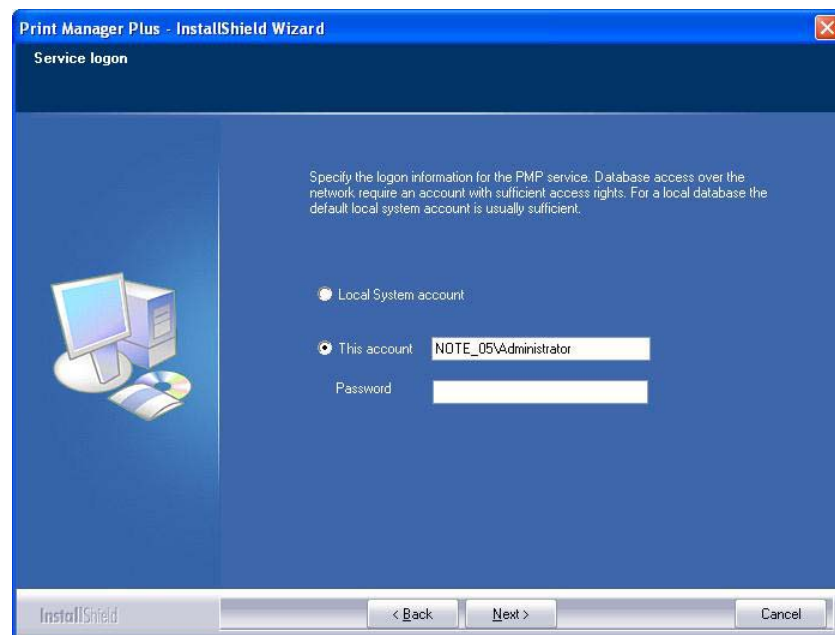 Print Manager Plus - InstallShield Wizard
Service logon
Specify the logon information for the PMP service. Database access over the
network require an account with sufficient access rights. For a local database the
default local system account is usually sufficient.
Local System account
This account NOTE_05\Administrator
Password
InstallShield
< Back Next > Cancel